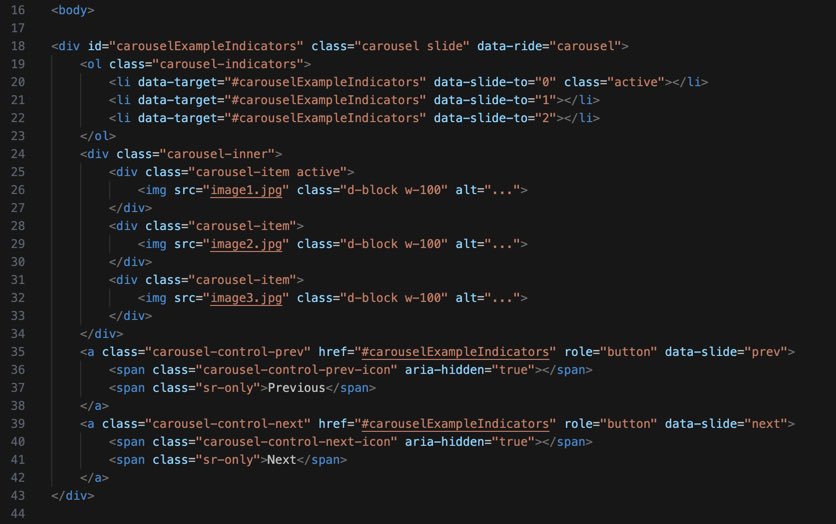 16 <body>
17
18 <div id="carouselExampleIndicators" class="carousel slide" data-ride="carousel">
19 <ol class="carousel-indicators">
20 <li data-target="#carouselExampleIndicators" data-slide-to="0" class="active"></li>
21 <li data-target="#carouselExampleIndicators" data-slide-to="1"></li>
22 <li data-target="#carouselExampleIndicators" data-slide-to="2"></li>
23 </ol>
24 <div class="carousel-inner">
25 <div class="carousel-item active">
26 <img src="image1.jpg" class="d-block w-100" alt="...">
27 </div>
28 <div class="carousel-item">
29 <img src="image2.jpg" class="d-block w-100" alt="...">
30 </div>
31 <div class="carousel-item">
32 <img src="image3.jpg" class="d-block w-100" alt="...">
33 </div>
34 </div>
35 <a class="carousel-control-prev" href="#carouselExampleIndicators" role="button" data-slide="prev">
36 <span class="carousel-control-prev-icon" aria-hidden="true"></span>
37 <span class="sr-only">Previous</span>
38 </a>
39 <a class="carousel-control-next" href="#carouselExampleIndicators" role="button" data-slide="next">
40 <span class="carousel-control-next-icon" aria-hidden="true"></span>
41 <span class="sr-only">Next</span>
42 </a>
43 </div>
44